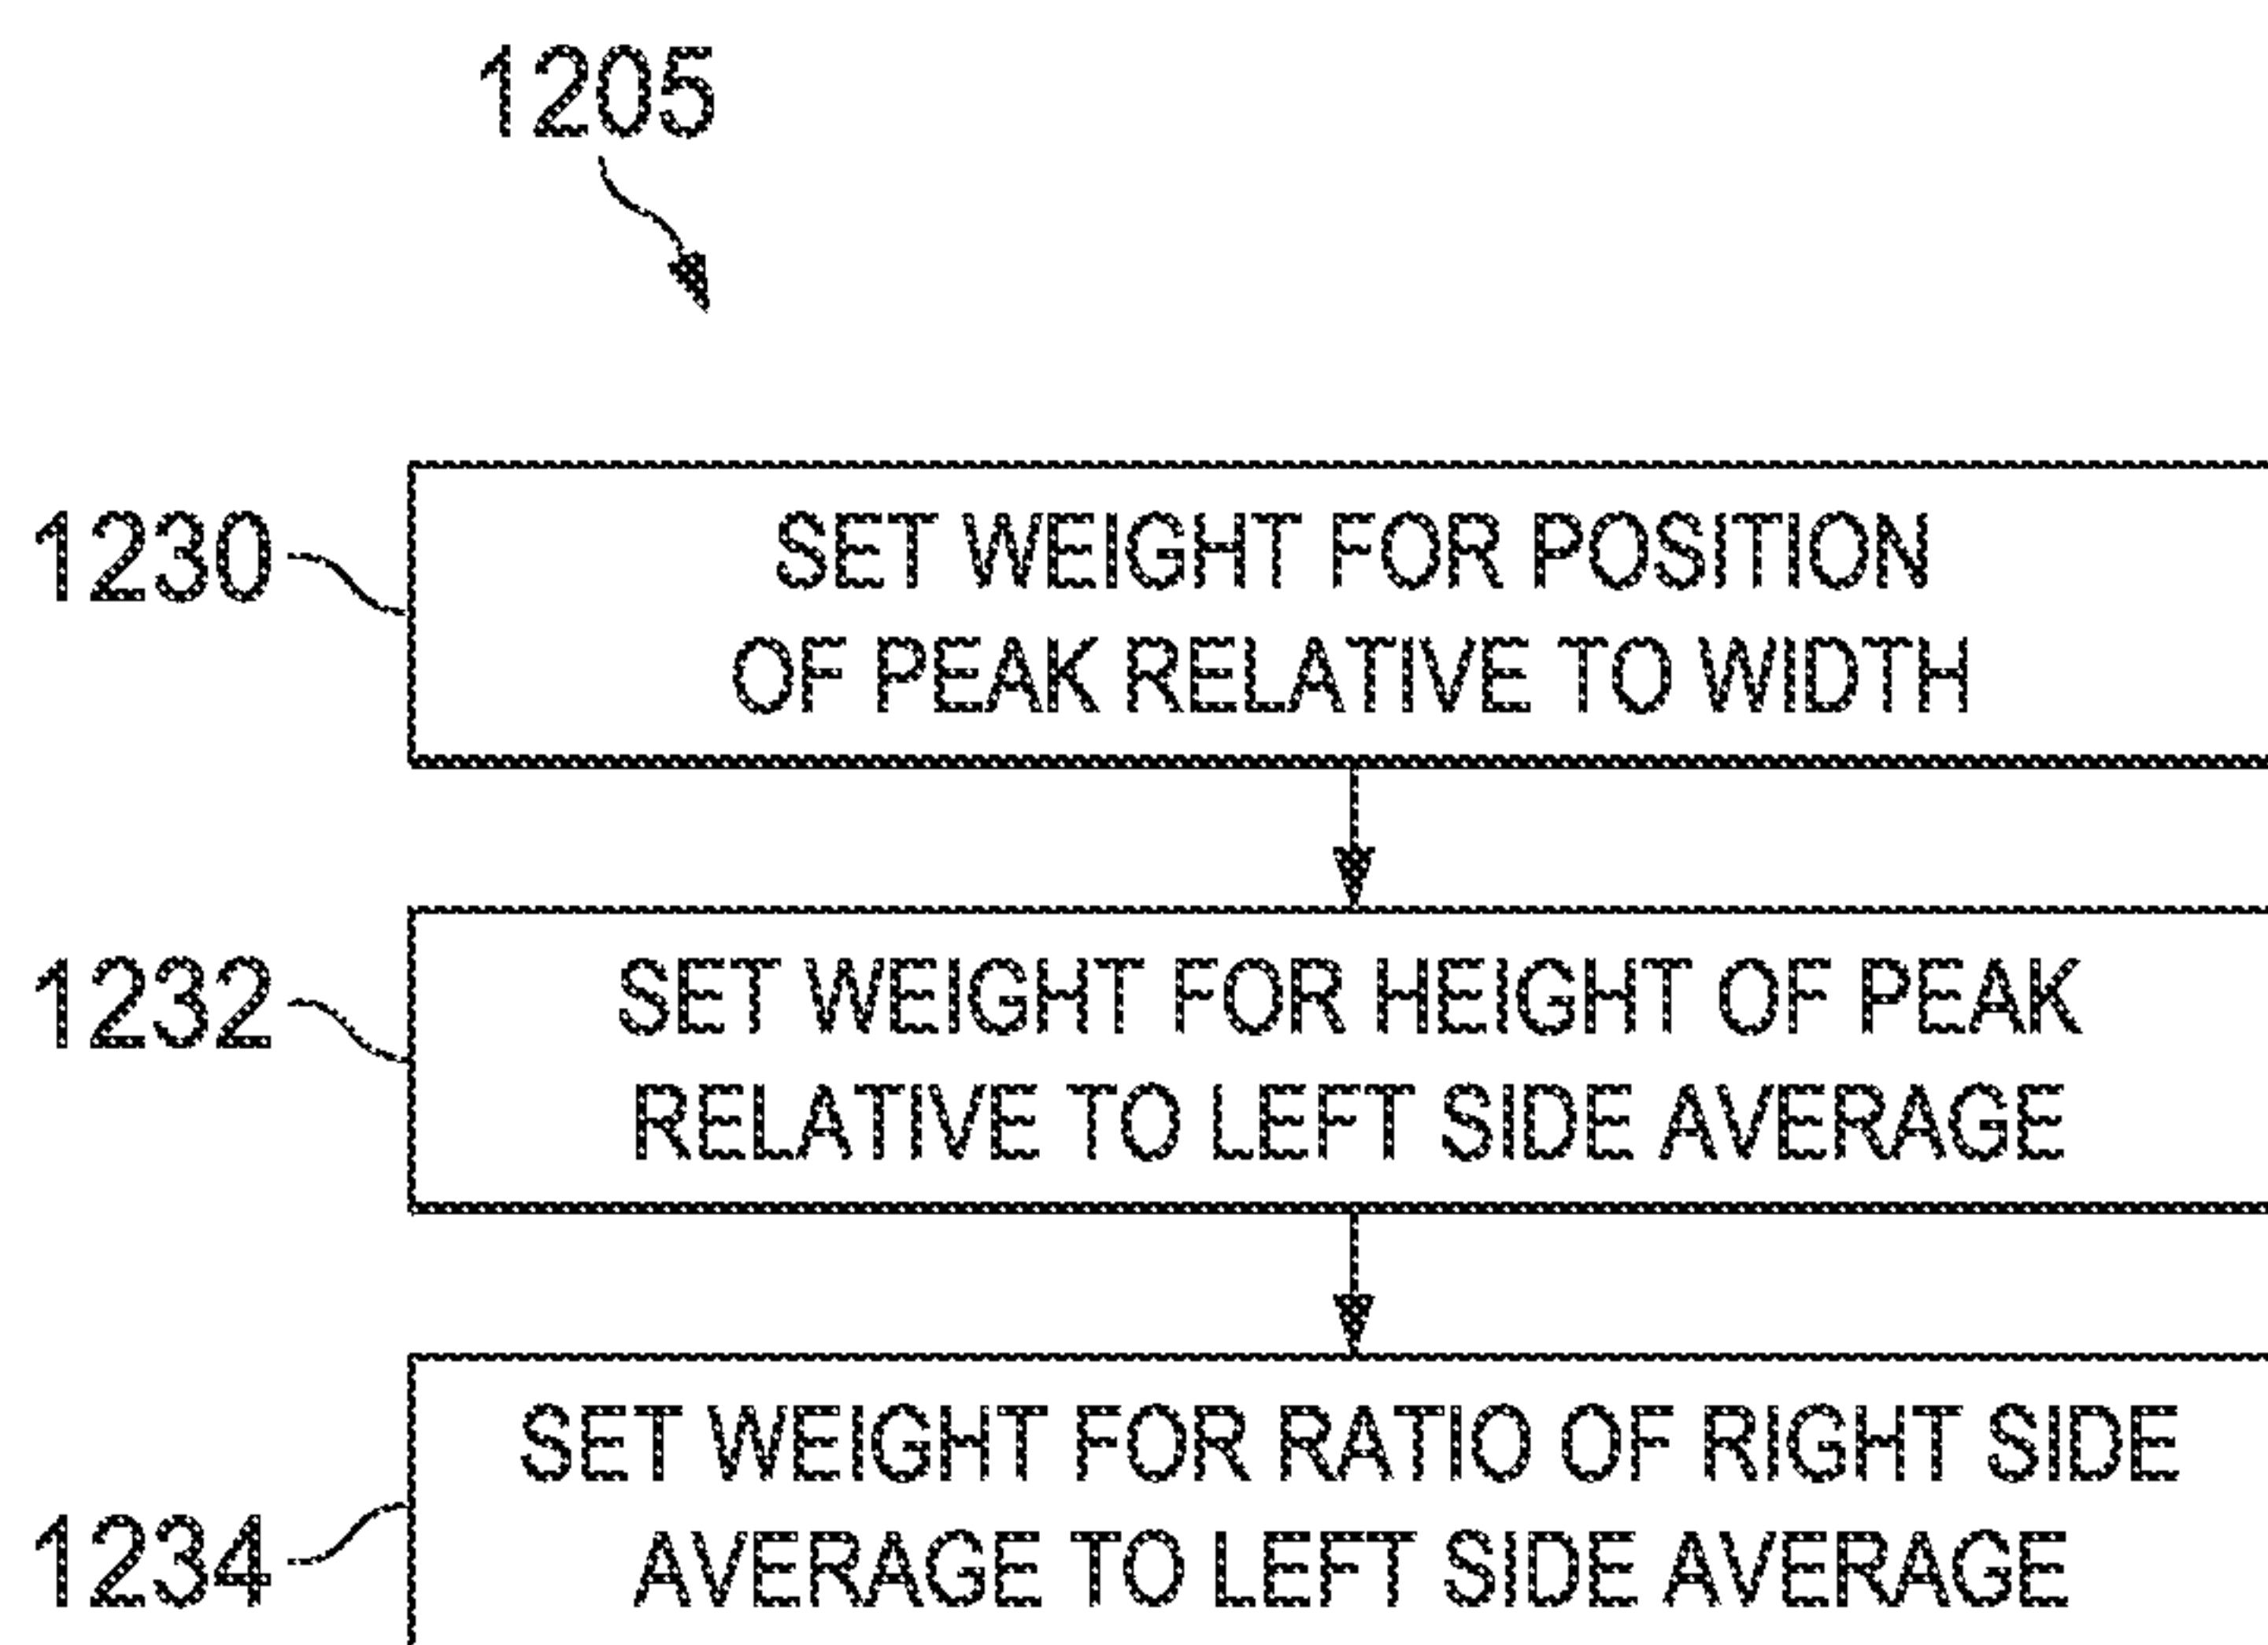 1205
1230
SET WEIGHT FOR POSITION
OF PEAK RELATIVE TO WIDTH
1232
SET WEIGHT FOR HEIGHT OF PEAK
RELATIVE TO LEFT SIDE AVERAGE
1234
SET WEIGHT FOR RATIO OF RIGHT SIDE
AVERAGE TO LEFT SIDE AVERAGE